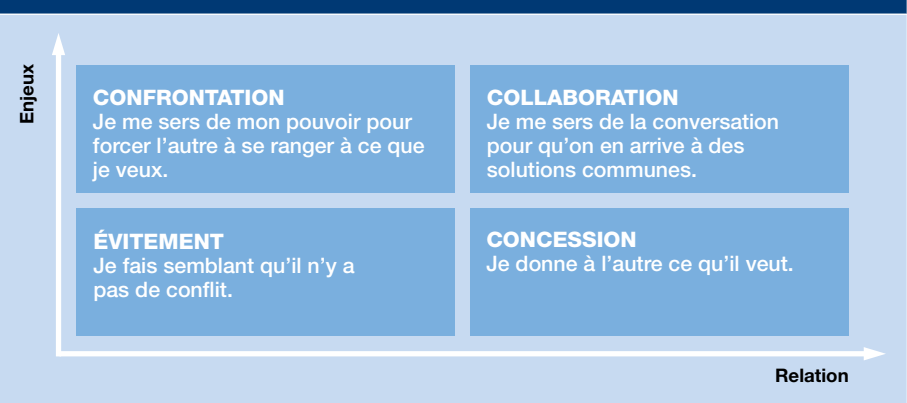 Enjeux
CONFRONTATION
Je me sers de mon pouvoir pour
forcer l’autre à se ranger à ce que
je veux.
COLLABORATION
Je me sers de la conversation
pour qu’on en arrive à des
solutions communes.
ÉVITEMENT
Je fais semblant qu’il n’y a
pas de conflit.
CONCESSION
Je donne à l’autre ce qu’il veut.
Relation